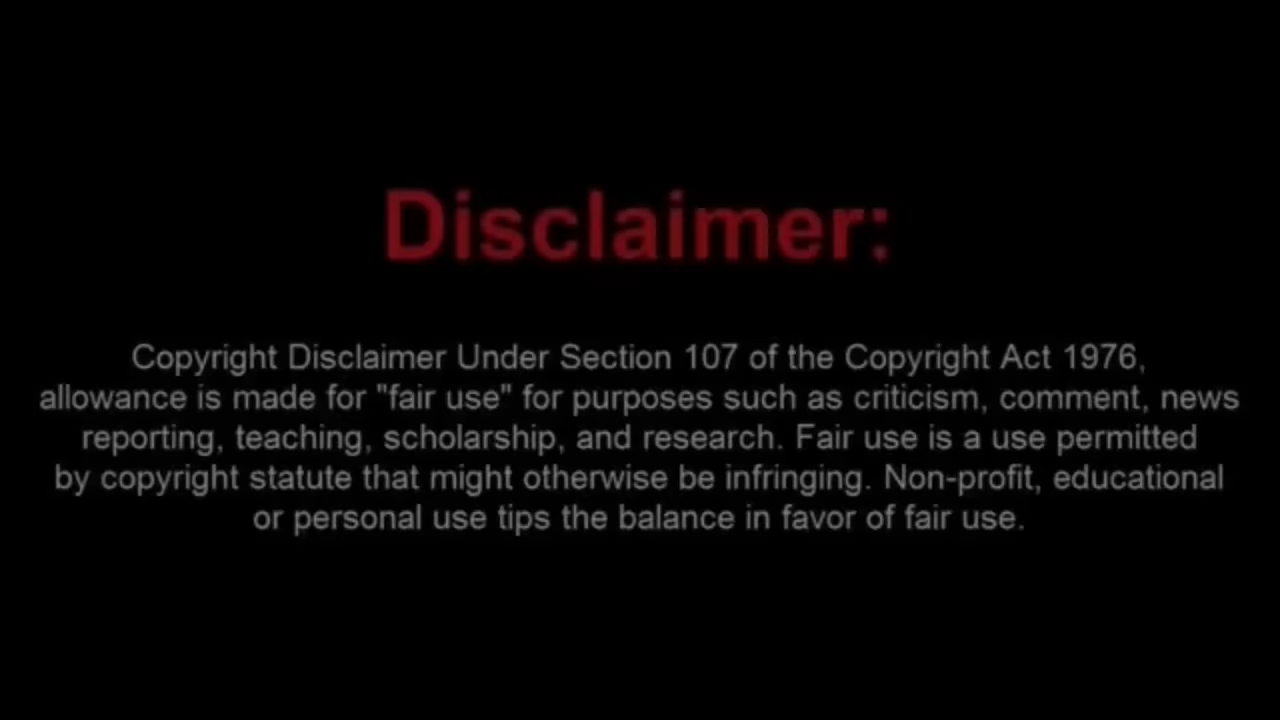 Disclaimer:
Copyright Disclaimer Under Section 107 of the Copyright Act 1976,
allowance is made for "fair use" for purposes such as criticism, comment, news
reporting, teaching, scholarship, and research. Fair use is a use permitted
by copyright statute that might otherwise be infringing. Non-profit, educational
or personal use tips the balance in favor of fair use.